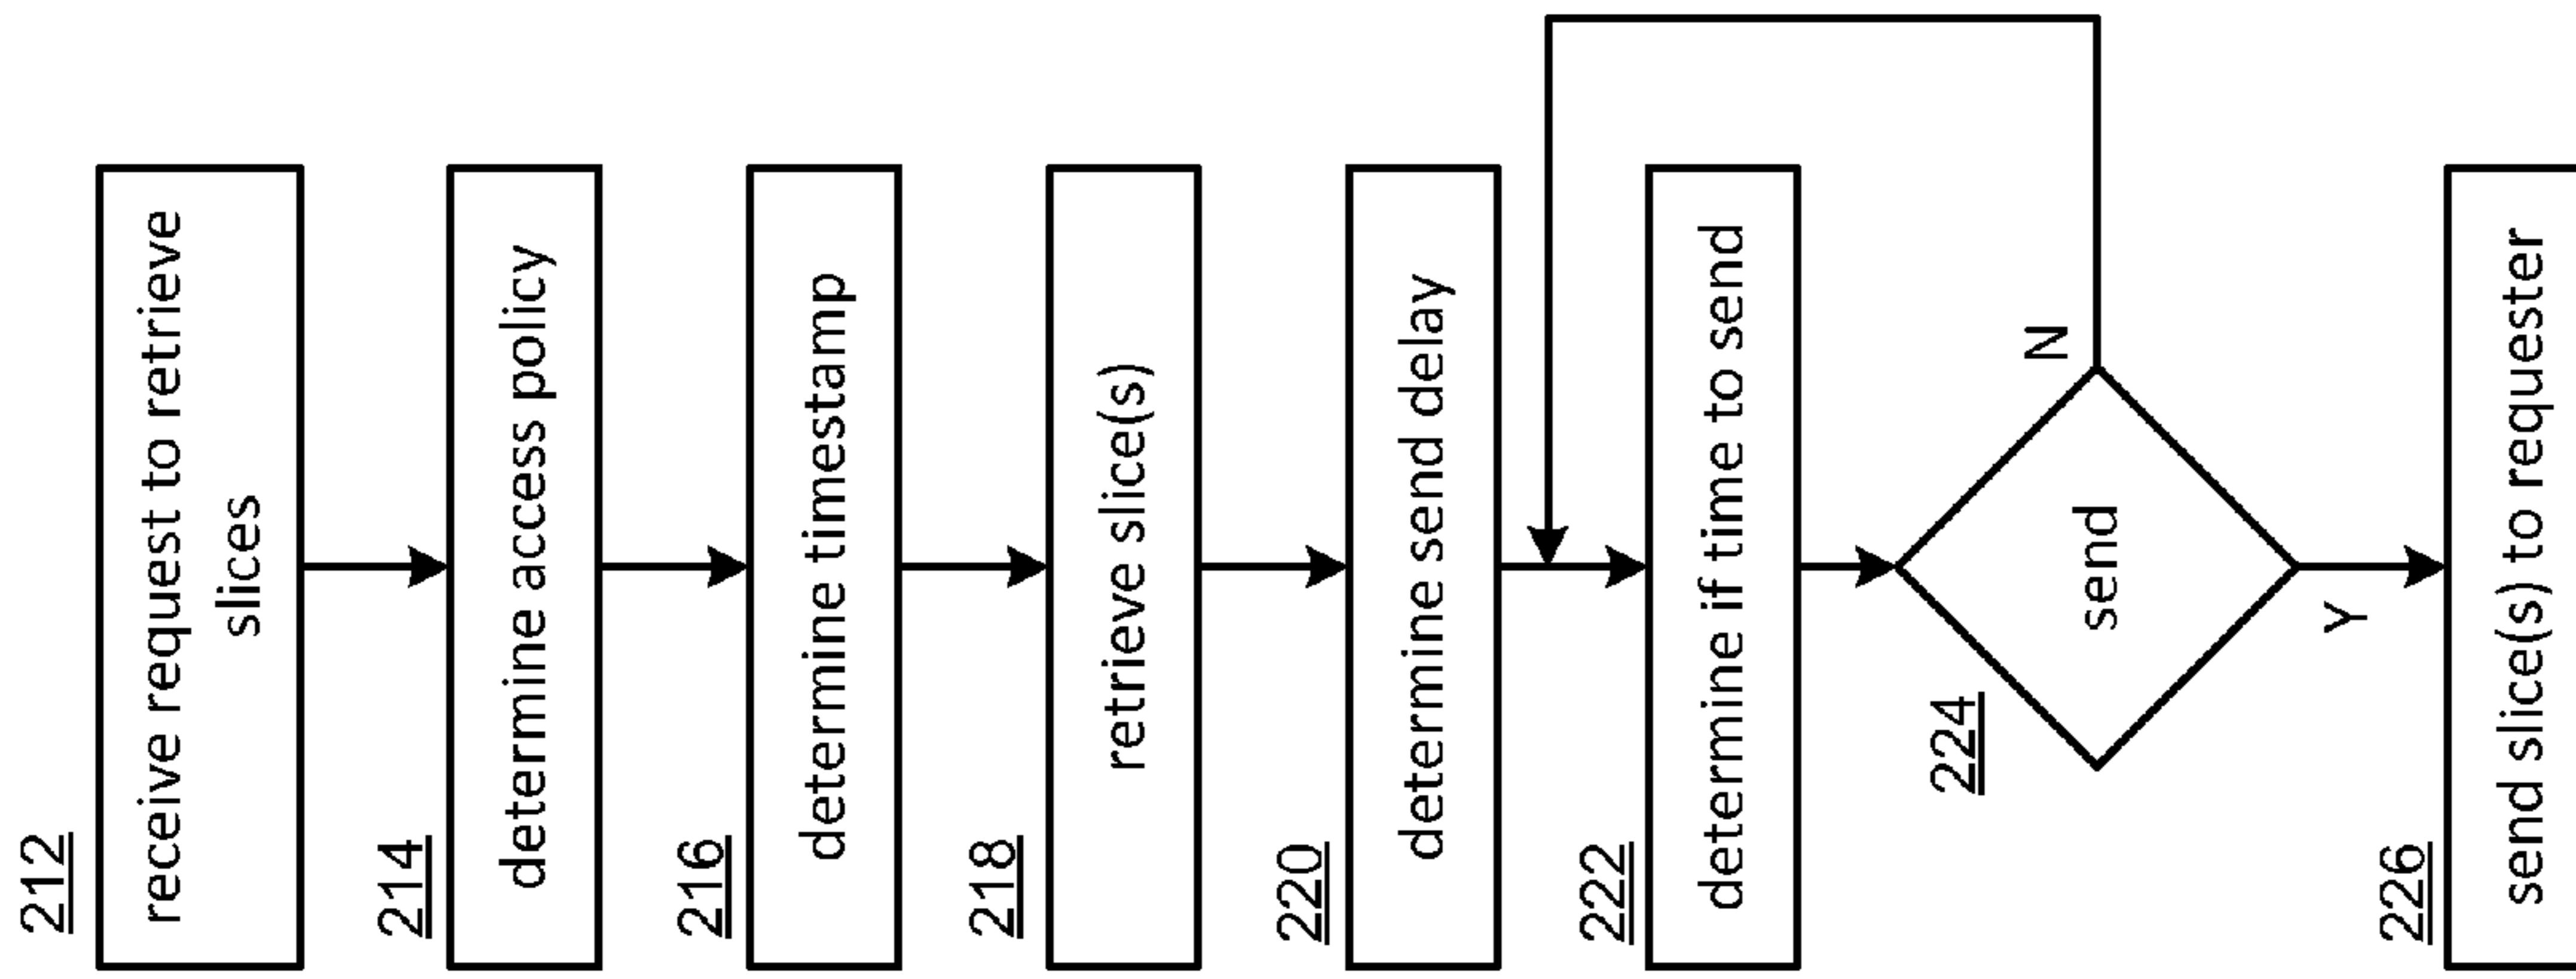 212
receive request to retrieve
slices
214
determine access policy
216
determine timestamp
218
retrieve slice(s)
220
determine send delay
222
determine if time to send
224
send
N
Y
226
send slice(s) to requester